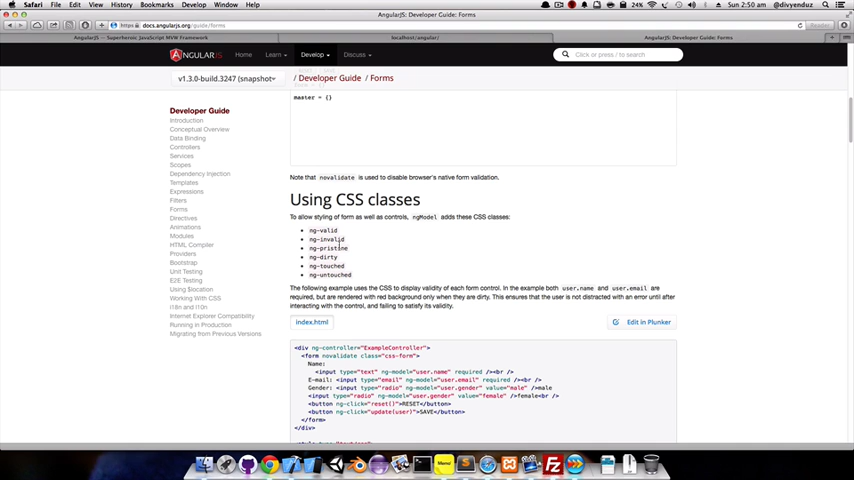 Safari File Edit View History Bookmarks Develop Window Help
Sun 2:50 am @divyenduz
AngularJS: Developer Guide: Forms
https docs.angularjs.org/guide/forms
Reader
AngularJS — Superheroic JavaScript MVW Framework
localhost/angular/
AngularJS: Developer Guide: Forms
ANGULARJS Home Learn Develop Discuss
Click or press / to search
v1.3.0-build.3247 (snapshot
/ Developer Guide / Forms
Developer Guide
Introduction
Conceptual Overview
Data Binding
Controllers
Services
Scopes
Dependency Injection
Templates
Expressions
Filters
Forms
Directives
Animations
Modules
HTML Compiler
Providers
Bootstrap
Unit Testing
E2E Testing
Using $location
Working With CSS
i18n and l10n
Internet Explorer Compatibility
Running in Production
Migrating from Previous Versions
master = {}
Note that novalidate is used to disable browser's native form validation.
Using CSS classes
To allow styling of form as well as controls, ngModel adds these CSS classes:
ng-valid
ng-invalid
ng-pristine
ng-dirty
ng-touched
ng-untouched
The following example uses the CSS to display validity of each form control. In the example both user.name and user.email are
required, but are rendered with red background only when they are dirty. This ensures that the user is not distracted with an error until after
interacting with the control, and failing to satisfy its validity.
index.html
Edit in Plunker
<div ng-controller="ExampleController">
<form novalidate class="css-form">
Name:
<input type="text" ng-model="user.name" required /><br />
E-mail: <input type="email" ng-model="user.email" required /><br />
Gender: <input type="radio" ng-model="user.gender" value="male" />male
<input type="radio" ng-model="user.gender" value="female" />female<br />
<button ng-click="reset()">RESET</button>
<button ng-click="update(user)">SAVE</button>
</form>
</div>
Menu